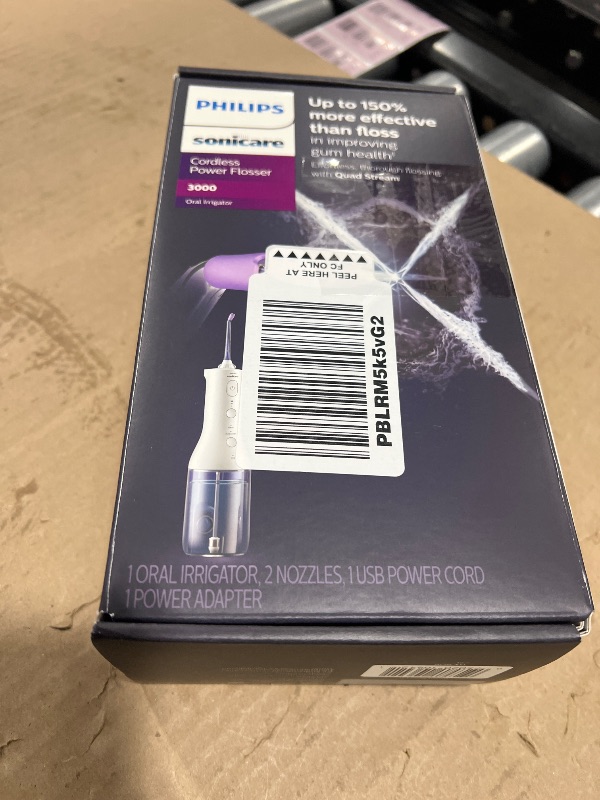 PHILIPS
sonicare
Cordless
Power Flosser
3000
Oral Irrigator
Up to 150%
more effective
than floss
in improving
gum health
thorough flossing
with Quad Stream
PEEL HERE AT
FC ONLY
PBLRM5k5vG2
1 ORAL IRRIGATOR, 2 NOZZLES, 1 USB POWER CORD
1 POWER ADAPTER